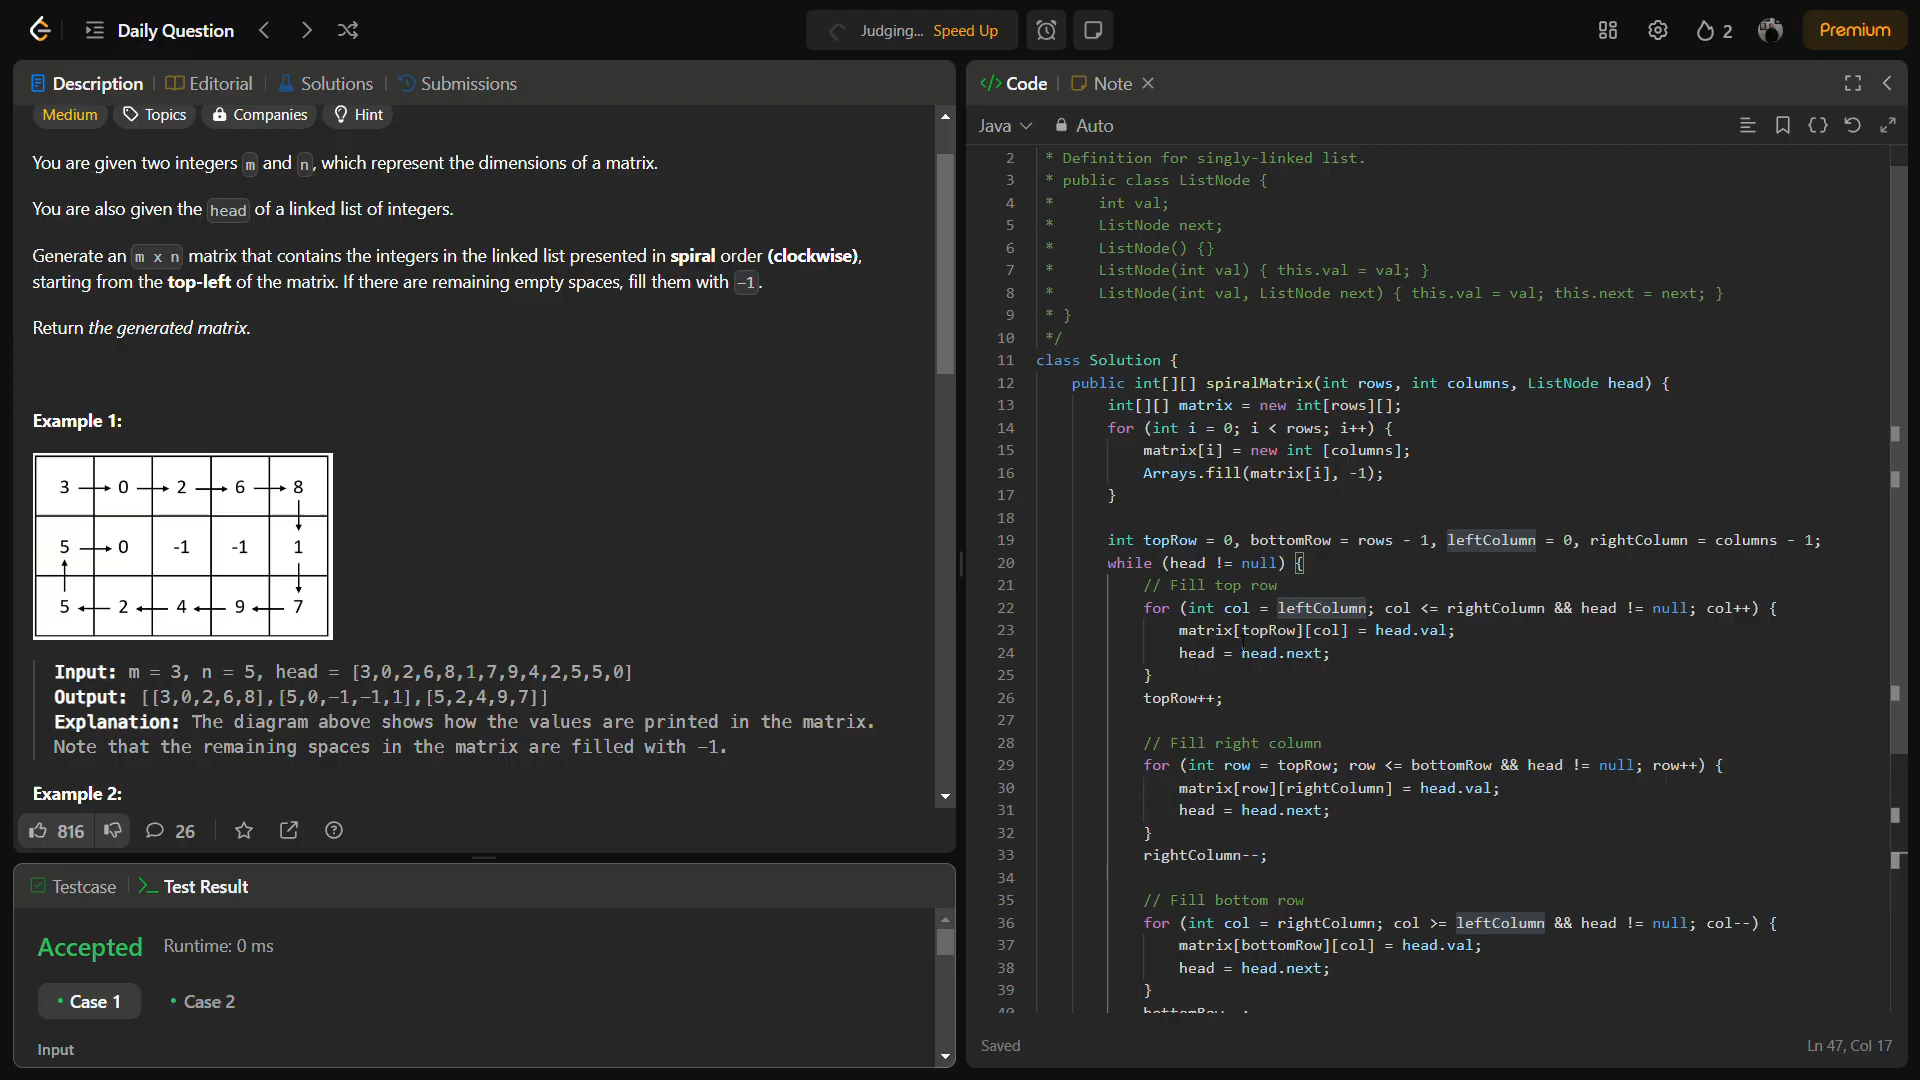 Daily Question
Judging... Speed Up
2
Premium
Description
Editorial
Solutions
Submissions
Medium
Topics
Companies
Hint
You are given two integers m and n, which represent the dimensions of a matrix.
You are also given the head of a linked list of integers.
Generate an m x n matrix that contains the integers in the linked list presented in spiral order (clockwise),
starting from the top-left of the matrix. If there are remaining empty spaces, fill them with -1.
Return the generated matrix.
Example 1:
3 0 2 6 8
5 0 -1 -1 1
5 2 4 9 7
Input: m = 3, n = 5, head = [3,0,2,6,8,1,7,9,4,2,5,5,0]
Output: [[3,0,2,6,8],[5,0,-1,-1,1],[5,2,4,9,7]]
Explanation: The diagram above shows how the values are printed in the matrix.
Note that the remaining spaces in the matrix are filled with -1.
Example 2:
816
26
Testcase
Test Result
Accepted Runtime: 0 ms
Case 1
Case 2
Input
Code
Note
Java
Auto
2 * Definition for singly-linked list.
3 * public class ListNode {
4 *     int val;
5 *     ListNode next;
6 *     ListNode() {}
7 *     ListNode(int val) { this.val = val; }
8 *     ListNode(int val, ListNode next) { this.val = val; this.next = next; }
9 * }
10 */
11 class Solution {
12     public int[][] spiralMatrix(int rows, int columns, ListNode head) {
13         int[][] matrix = new int[rows][];
14         for (int i = 0; i < rows; i++) {
15             matrix[i] = new int [columns];
16             Arrays.fill(matrix[i], -1);
17         }
18
19         int topRow = 0, bottomRow = rows - 1, leftColumn = 0, rightColumn = columns - 1;
20         while (head != null) {
21             // Fill top row
22             for (int col = leftColumn; col <= rightColumn && head != null; col++) {
23                 matrix[topRow][col] = head.val;
24                 head = head.next;
25             }
26             topRow++;
27
28             // Fill right column
29             for (int row = topRow; row <= bottomRow && head != null; row++) {
30                 matrix[row][rightColumn] = head.val;
31                 head = head.next;
32             }
33             rightColumn--;
34
35             // Fill bottom row
36             for (int col = rightColumn; col >= leftColumn && head != null; col--) {
37                 matrix[bottomRow][col] = head.val;
38                 head = head.next;
39             }
40             bottomRow--;
Saved
Ln 47, Col 17